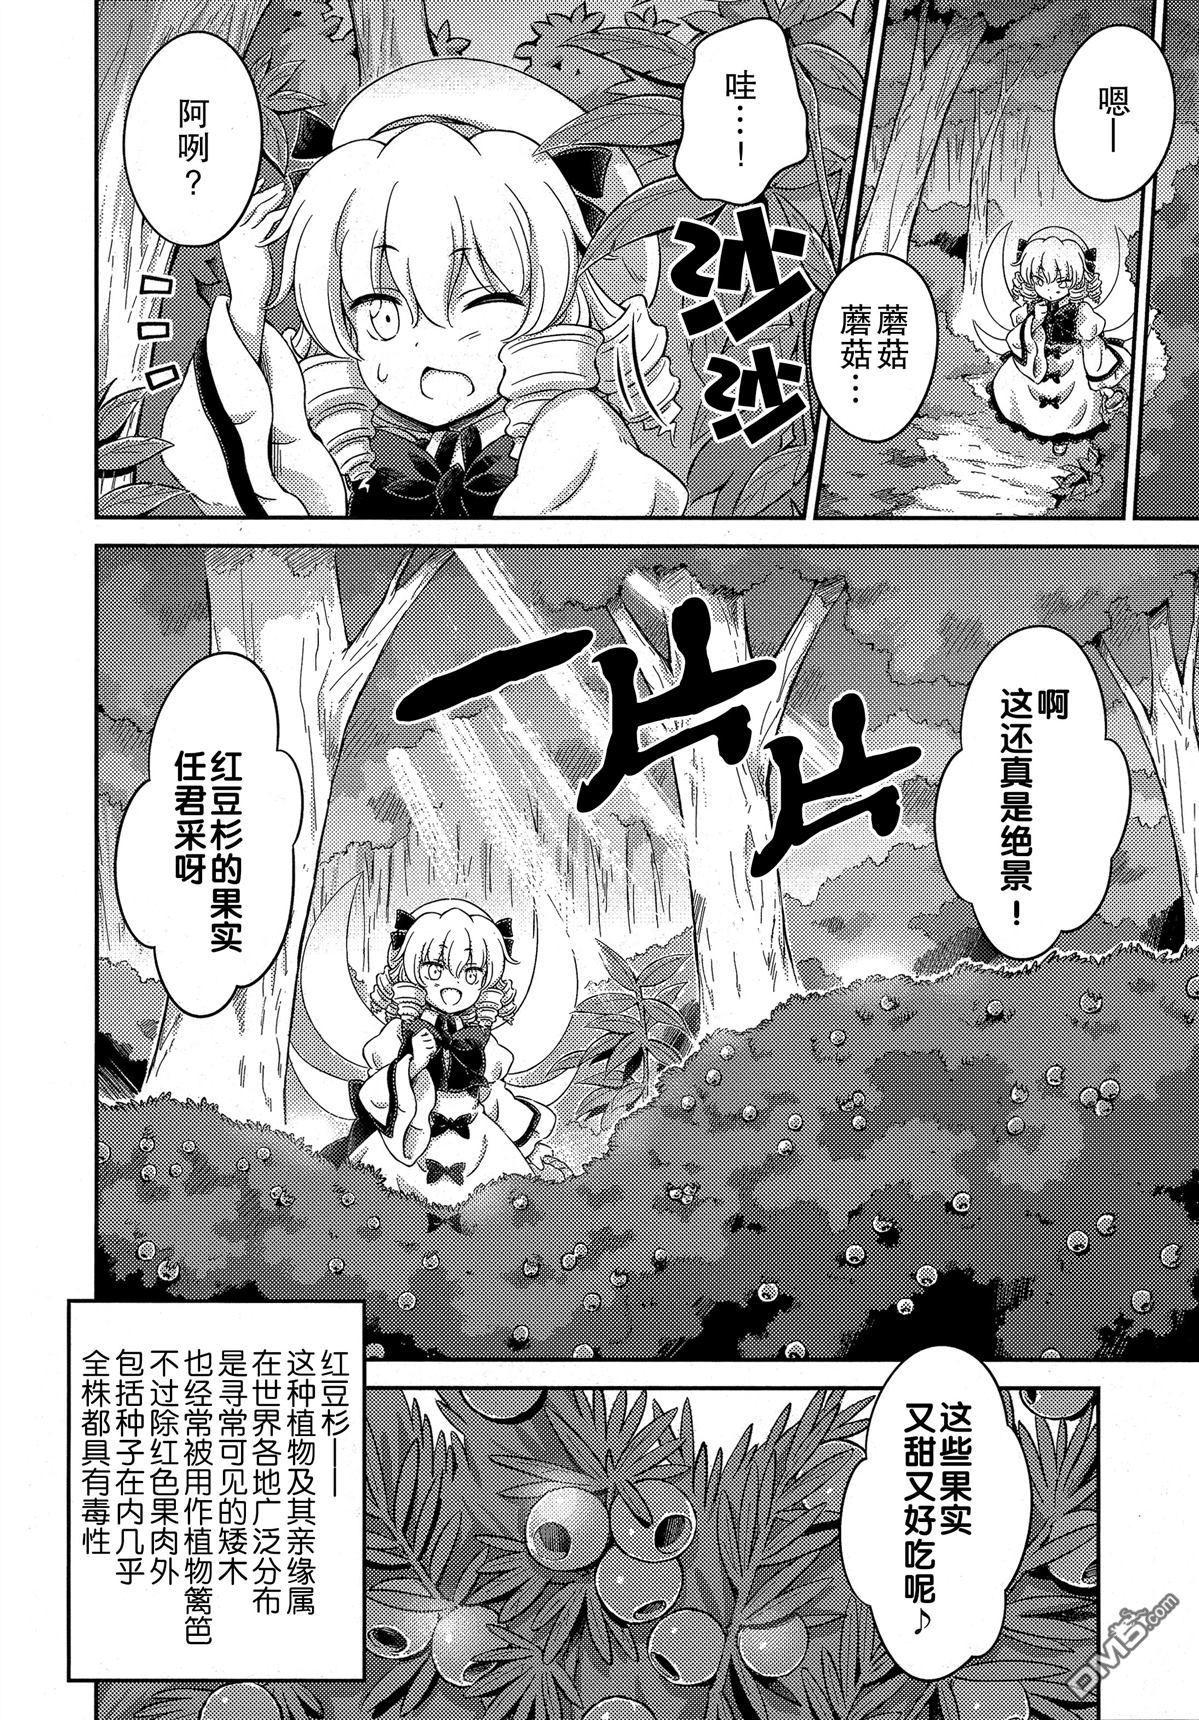 嗯—
蘑菇
蘑菇…
哇……!
沙沙
阿咧?
啊
这还真是绝景!
片片—
红豆杉的果实
任君采呀
这些果实
又甜又好吃呢♪
红豆杉——
这种植物及其亲缘属
在世界各地广泛分布
是寻常可见的矮木
也经常被用作植物篱笆
不过除红色果肉外
包括种子在内几乎
全株都具有毒性
DM5.com